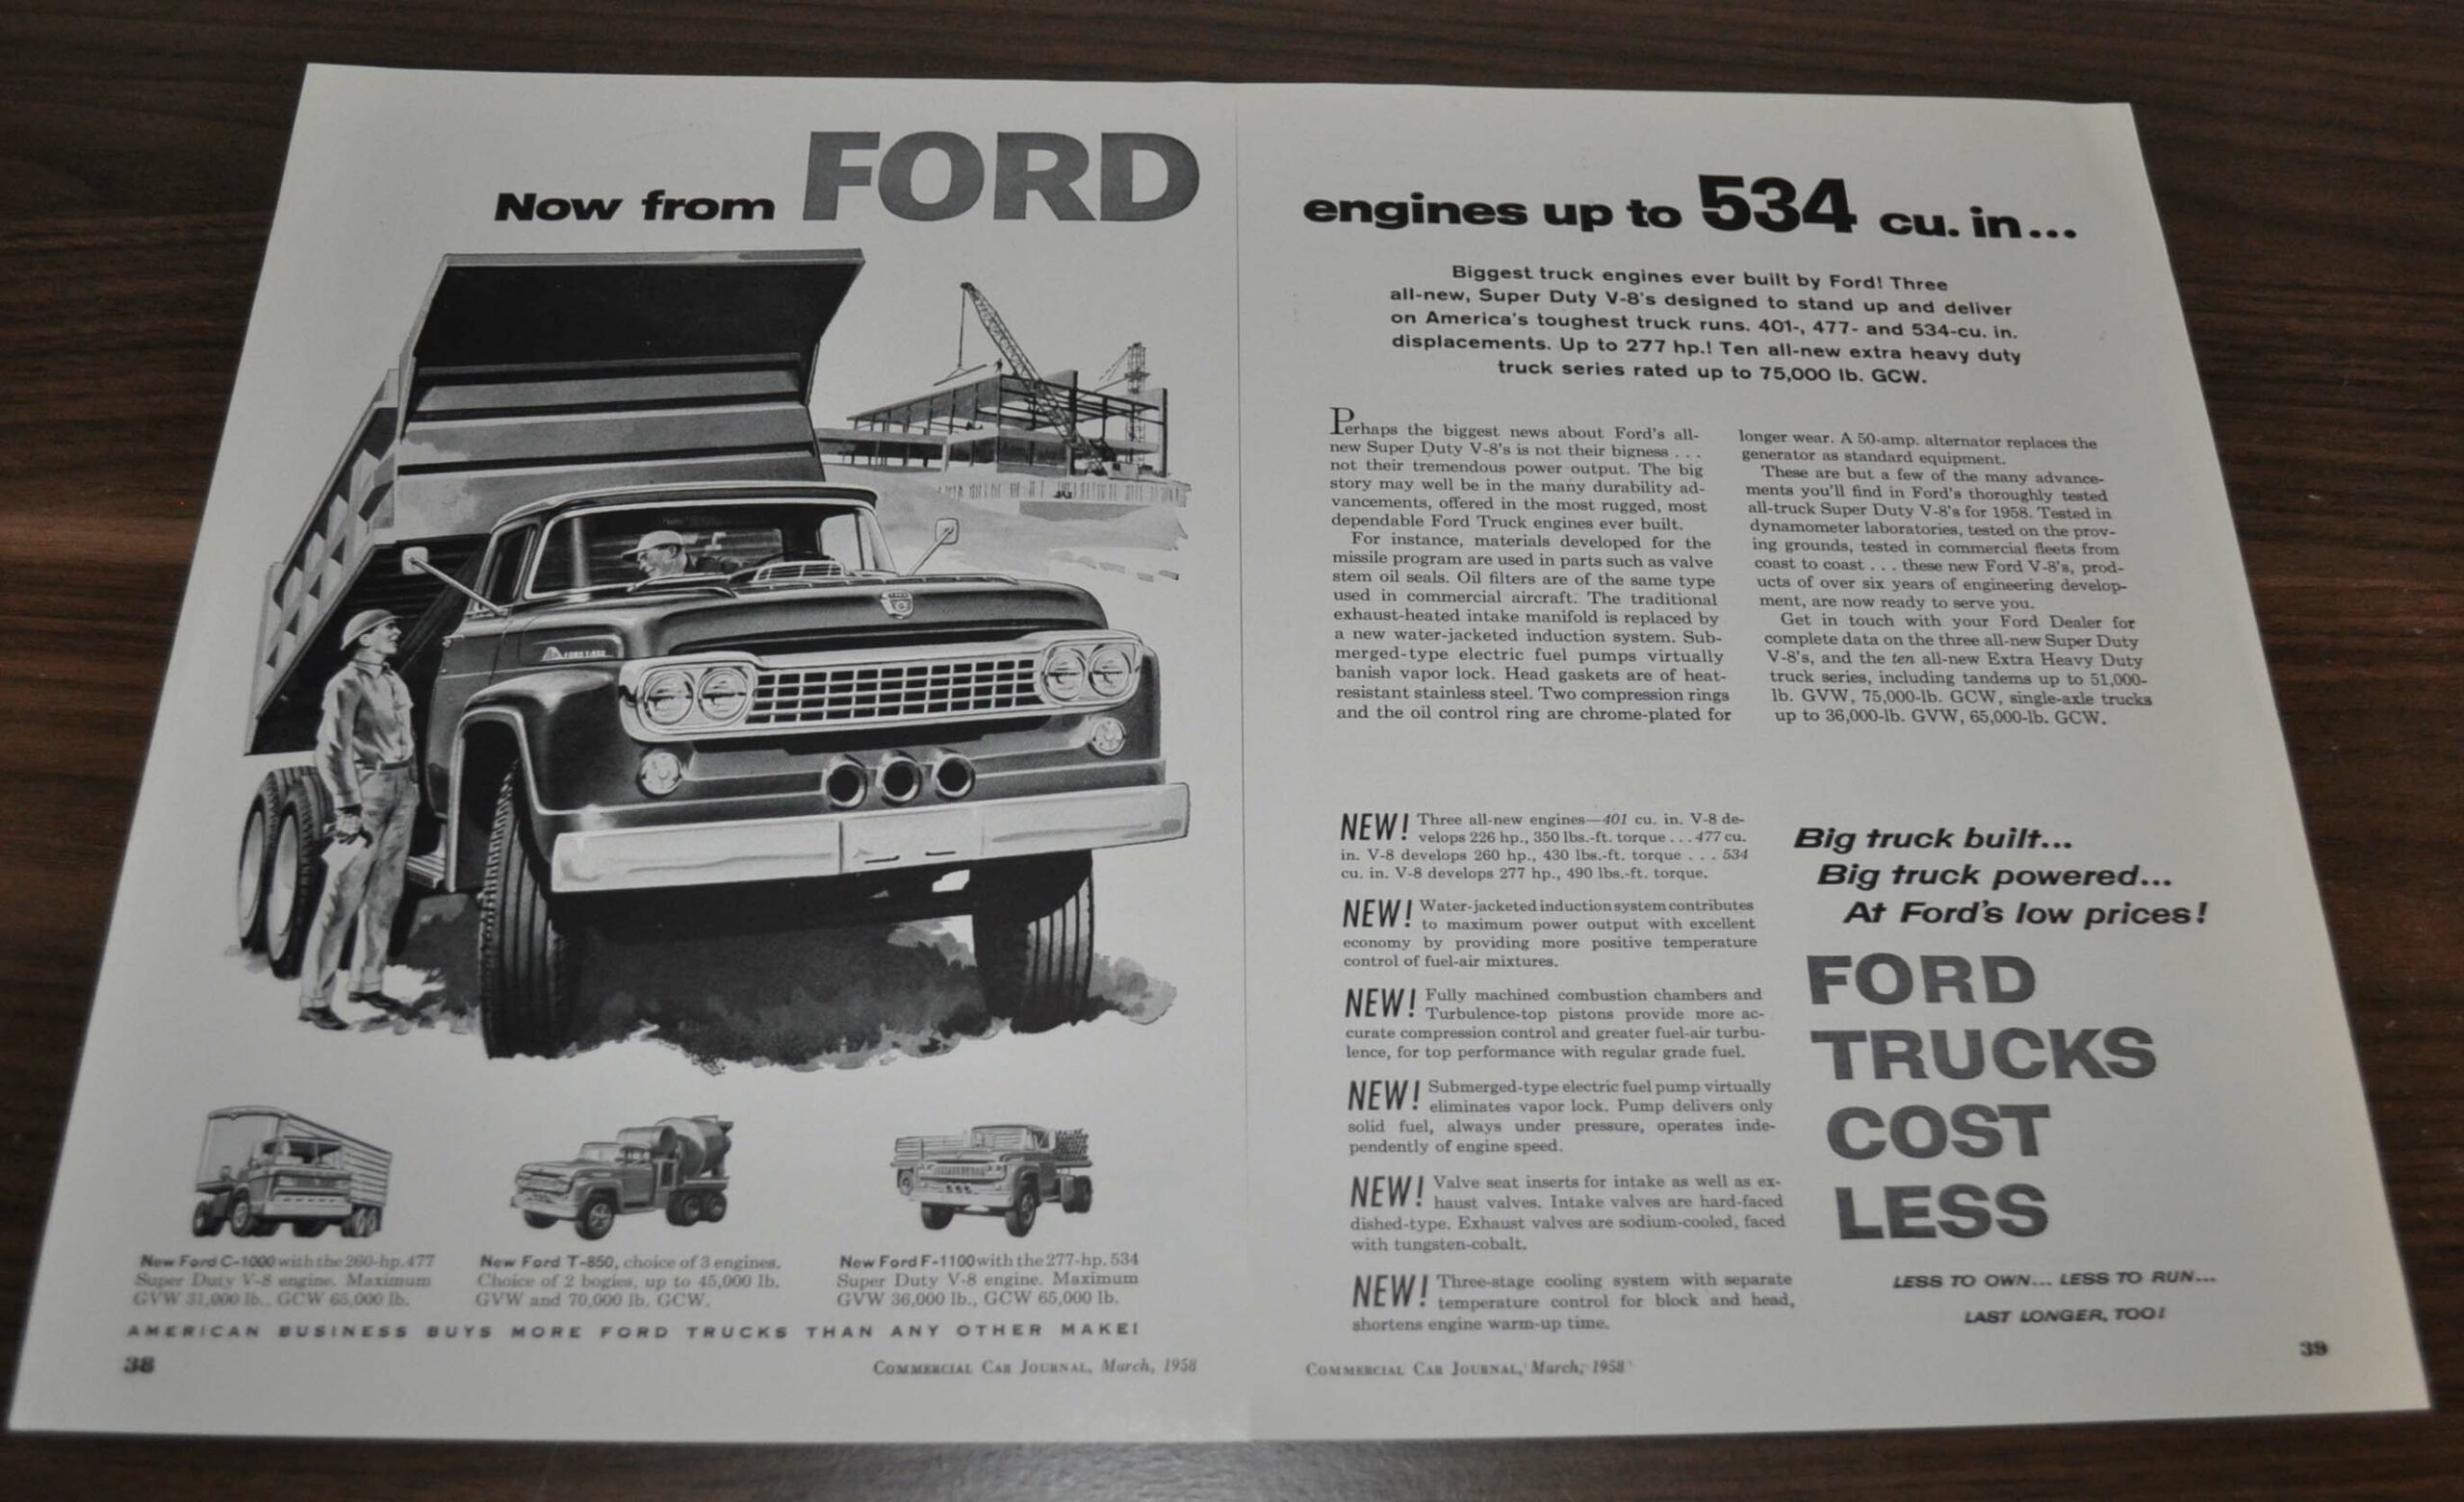 Now from FORD
New Ford C-1000 with the 260-hp. 477
Super Duty V-8 engine. Maximum
GVW 31,000 lb., GCW 65,000 lb.
New Ford T-850, choice of 3 engines.
Choice of 2 bogies, up to 45,000 lb.
GVW and 70,000 lb. GCW.
New Ford F-1100 with the 277-hp. 534
Super Duty V-8 engine. Maximum
GVW 36,000 lb., GCW 65,000 lb.
AMERICAN BUSINESS BUYS MORE FORD TRUCKS THAN ANY OTHER MAKE!
38
COMMERCIAL CAR JOURNAL, March, 1958
engines up to 534 cu. in...
Biggest truck engines ever built by Ford! Three
all-new, Super Duty V-8's designed to stand up and deliver
on America's toughest truck runs. 401-, 477- and 534-cu. in.
displacements. Up to 277 hp.! Ten all-new extra heavy duty
truck series rated up to 75,000 lb. GCW.
Perhaps the biggest news about Ford's all-
new Super Duty V-8's is not their bigness . . .
not their tremendous power output. The big
story may well be in the many durability ad-
vancements, offered in the most rugged, most
dependable Ford Truck engines ever built.
For instance, materials developed for the
missile program are used in parts such as valve
stem oil seals. Oil filters are of the same type
used in commercial aircraft. The traditional
exhaust-heated intake manifold is replaced by
a new water-jacketed induction system. Sub-
merged-type electric fuel pumps virtually
banish vapor lock. Head gaskets are of heat-
resistant stainless steel. Two compression rings
and the oil control ring are chrome-plated for
longer wear. A 50-amp. alternator replaces the
generator as standard equipment.
These are but a few of the many advance-
ments you'll find in Ford's thoroughly tested
all-truck Super Duty V-8's for 1958. Tested in
dynamometer laboratories, tested on the prov-
ing grounds, tested in commercial fleets from
coast to coast . . . these new Ford V-8's, prod-
ucts of over six years of engineering develop-
ment, are now ready to serve you.
Get in touch with your Ford Dealer for
complete data on the three all-new Super Duty
V-8's, and the ten all-new Extra Heavy Duty
truck series, including tandems up to 51,000-
lb. GVW, 75,000-lb. GCW, single-axle trucks
up to 36,000-lb. GVW, 65,000-lb. GCW.
NEW! Three all-new engines—401 cu. in. V-8 de-
velops 226 hp., 350 lbs.-ft. torque . . . 477 cu.
in. V-8 develops 260 hp., 430 lbs.-ft. torque . . . 534
cu. in. V-8 develops 277 hp., 490 lbs.-ft. torque.
NEW! Water-jacketed induction system contributes
to maximum power output with excellent
economy by providing more positive temperature
control of fuel-air mixtures.
NEW! Fully machined combustion chambers and
Turbulence-top pistons provide more ac-
curate compression control and greater fuel-air turbu-
lence, for top performance with regular grade fuel.
NEW! Submerged-type electric fuel pump virtually
eliminates vapor lock. Pump delivers only
solid fuel, always under pressure, operates inde-
pendently of engine speed.
NEW! Valve seat inserts for intake as well as ex-
haust valves. Intake valves are hard-faced
dished-type. Exhaust valves are sodium-cooled, faced
with tungsten-cobalt.
NEW! Three-stage cooling system with separate
temperature control for block and head,
shortens engine warm-up time.
Big truck built...
Big truck powered...
At Ford's low prices!
FORD
TRUCKS
COST
LESS
LESS TO OWN... LESS TO RUN...
LAST LONGER, TOO!
COMMERCIAL CAR JOURNAL, March, 1958
39